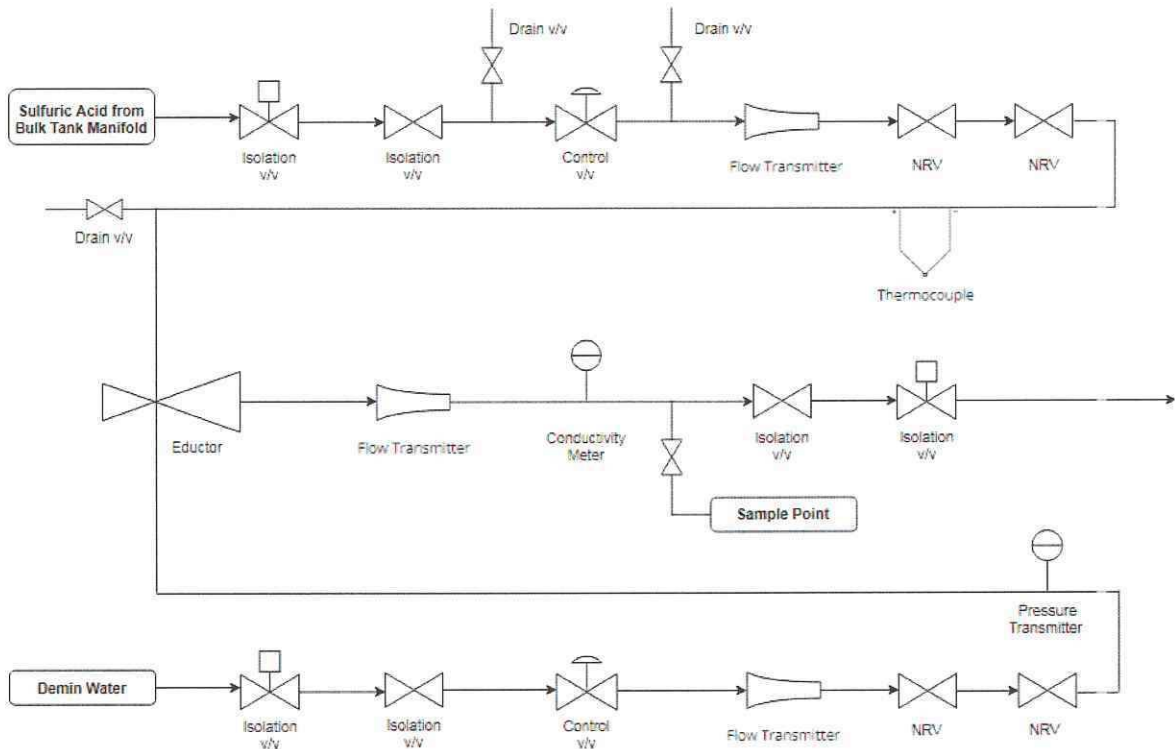 Drain v/v
Drain v/v
Sulfuric Acid from
Bulk Tank Manifold
Isolation
v/v
Isolation
v/v
Control
v/v
Flow Transmitter
NRV
NRV
Drain v/v
Thermocouple
Eductor
Flow Transmitter
Conductivity
Meter
Isolation
v/v
Isolation
v/v
Sample Point
Pressure
Transmitter
Demin Water
Isolation
v/v
Isolation
v/v
Control
v/v
Flow Transmitter
NRV
NRV